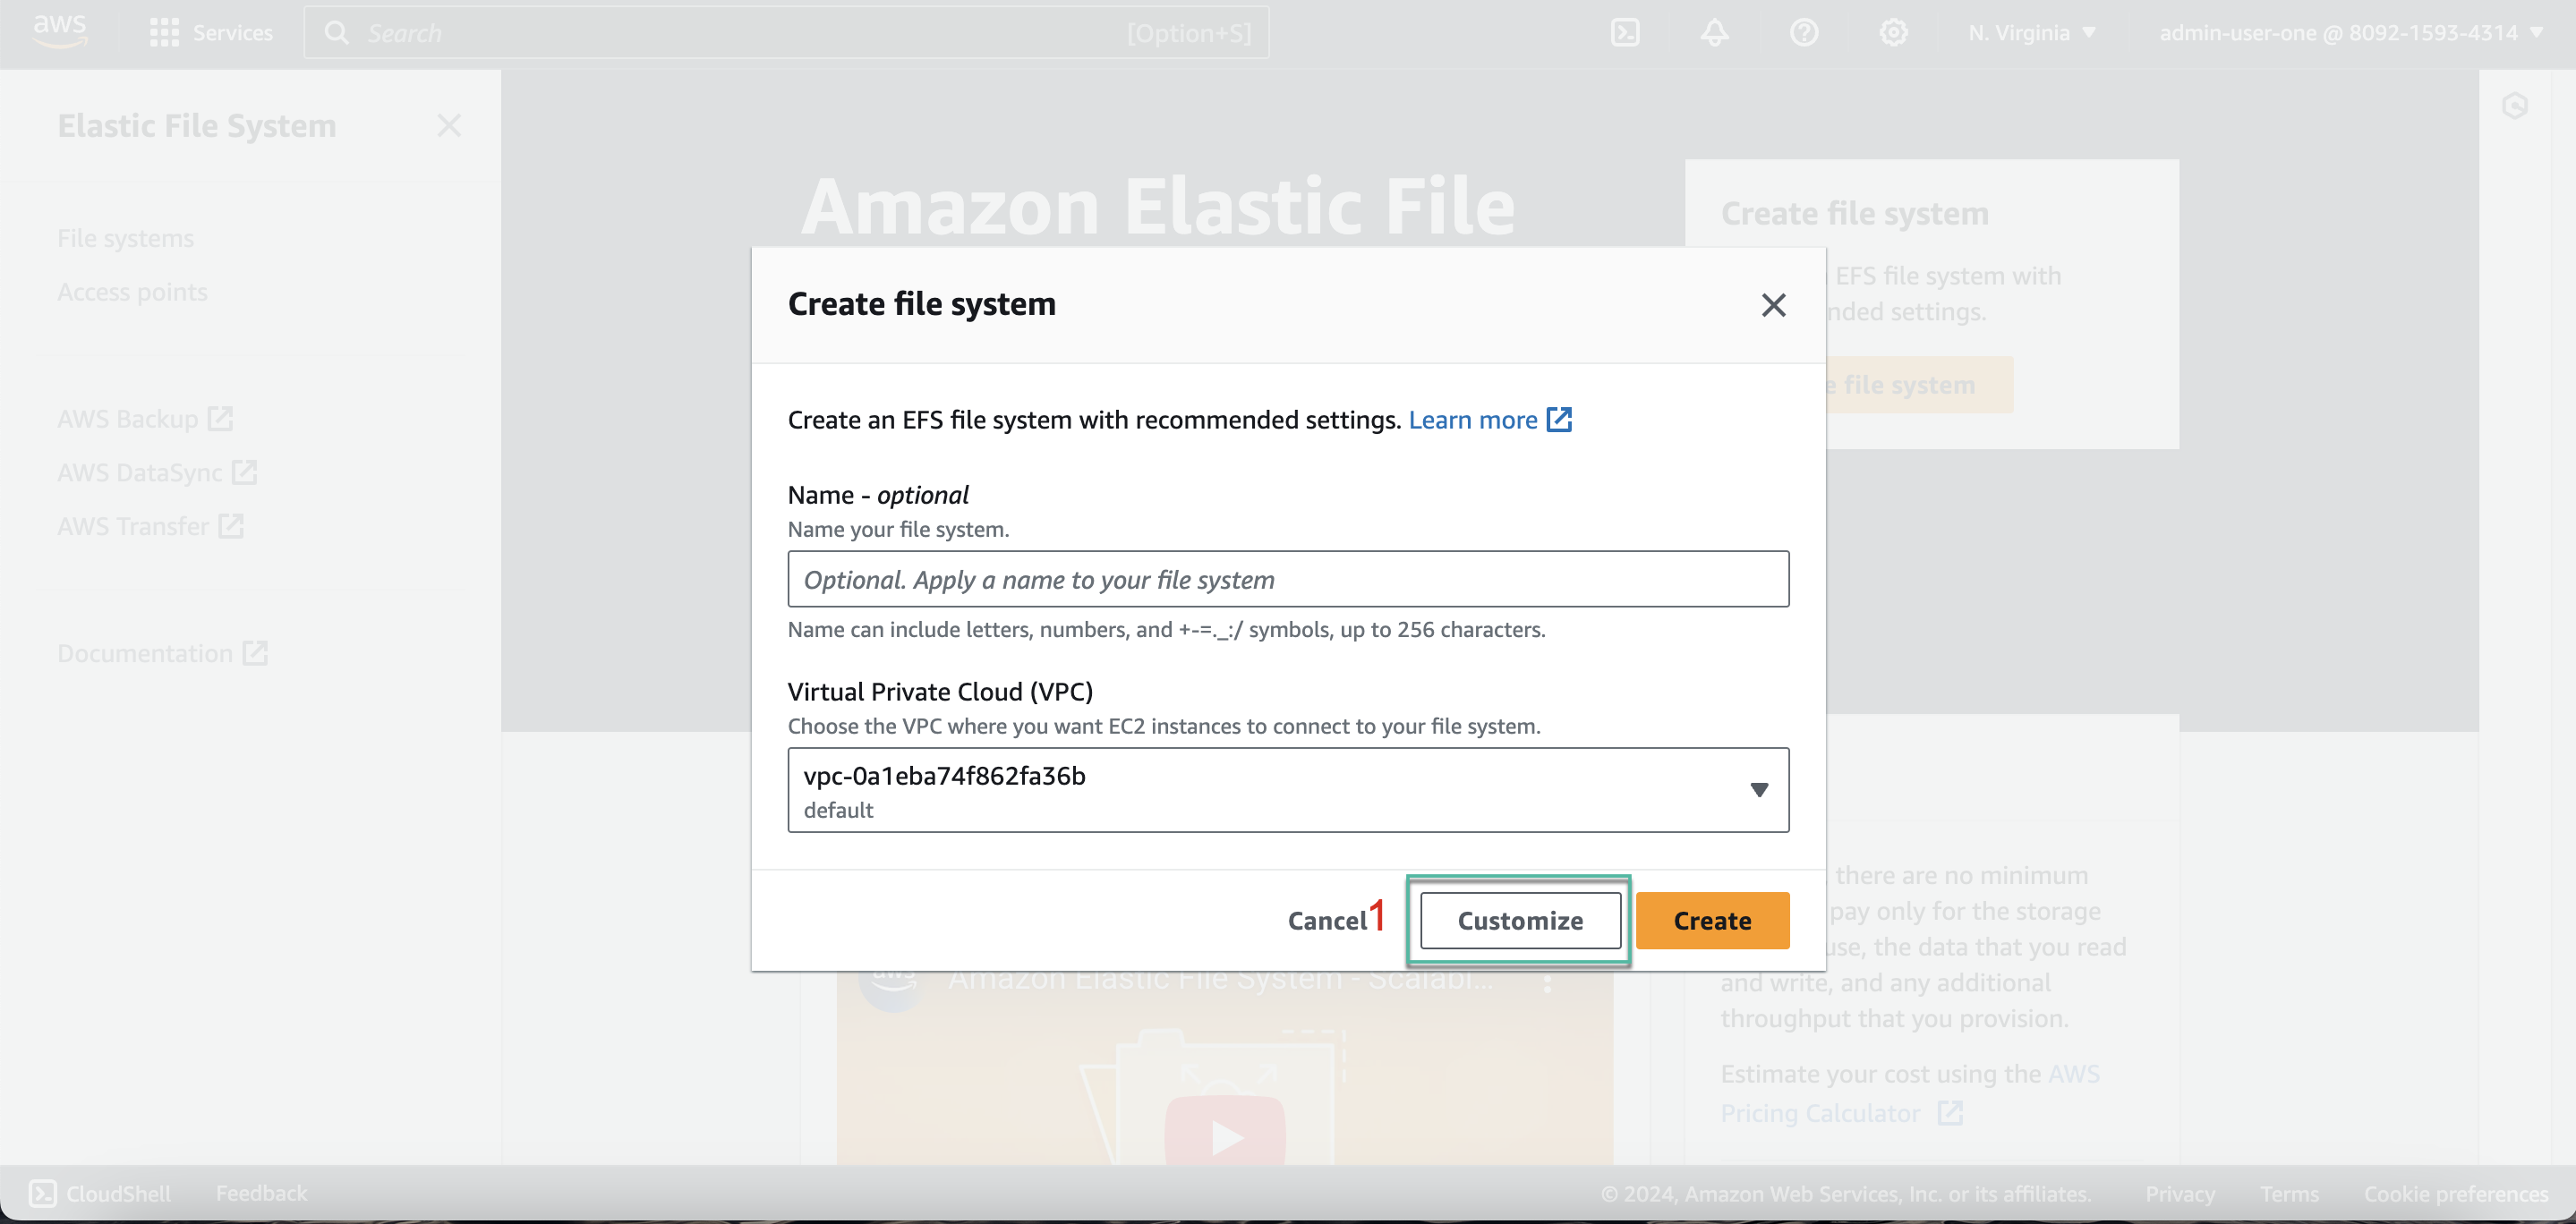 aws
Services
Search
[Option+S]
N. Virginia
admin-user-one @ 8092-1593-4314
Elastic File System
File systems
Access points
AWS Backup
AWS DataSync
AWS Transfer
Documentation
Amazon Elastic File
Create file system
EFS file system with
nded settings.
e file system
Create file system
Create an EFS file system with recommended settings. Learn more
Name - optional
Name your file system.
Optional. Apply a name to your file system
Name can include letters, numbers, and +-=._:/ symbols, up to 256 characters.
Virtual Private Cloud (VPC)
Choose the VPC where you want EC2 instances to connect to your file system.
vpc-0a1eba74f862fa36b
default
Cancel
1
Customize
Create
there are no minimum
pay only for the storage
use, the data that you read
and write, and any additional
throughput that you provision.
Estimate your cost using the AWS
Pricing Calculator
aws
Amazon Elastic File System - Scalabl...
CloudShell
Feedback
© 2024, Amazon Web Services, Inc. or its affiliates.
Privacy
Terms
Cookie preferences